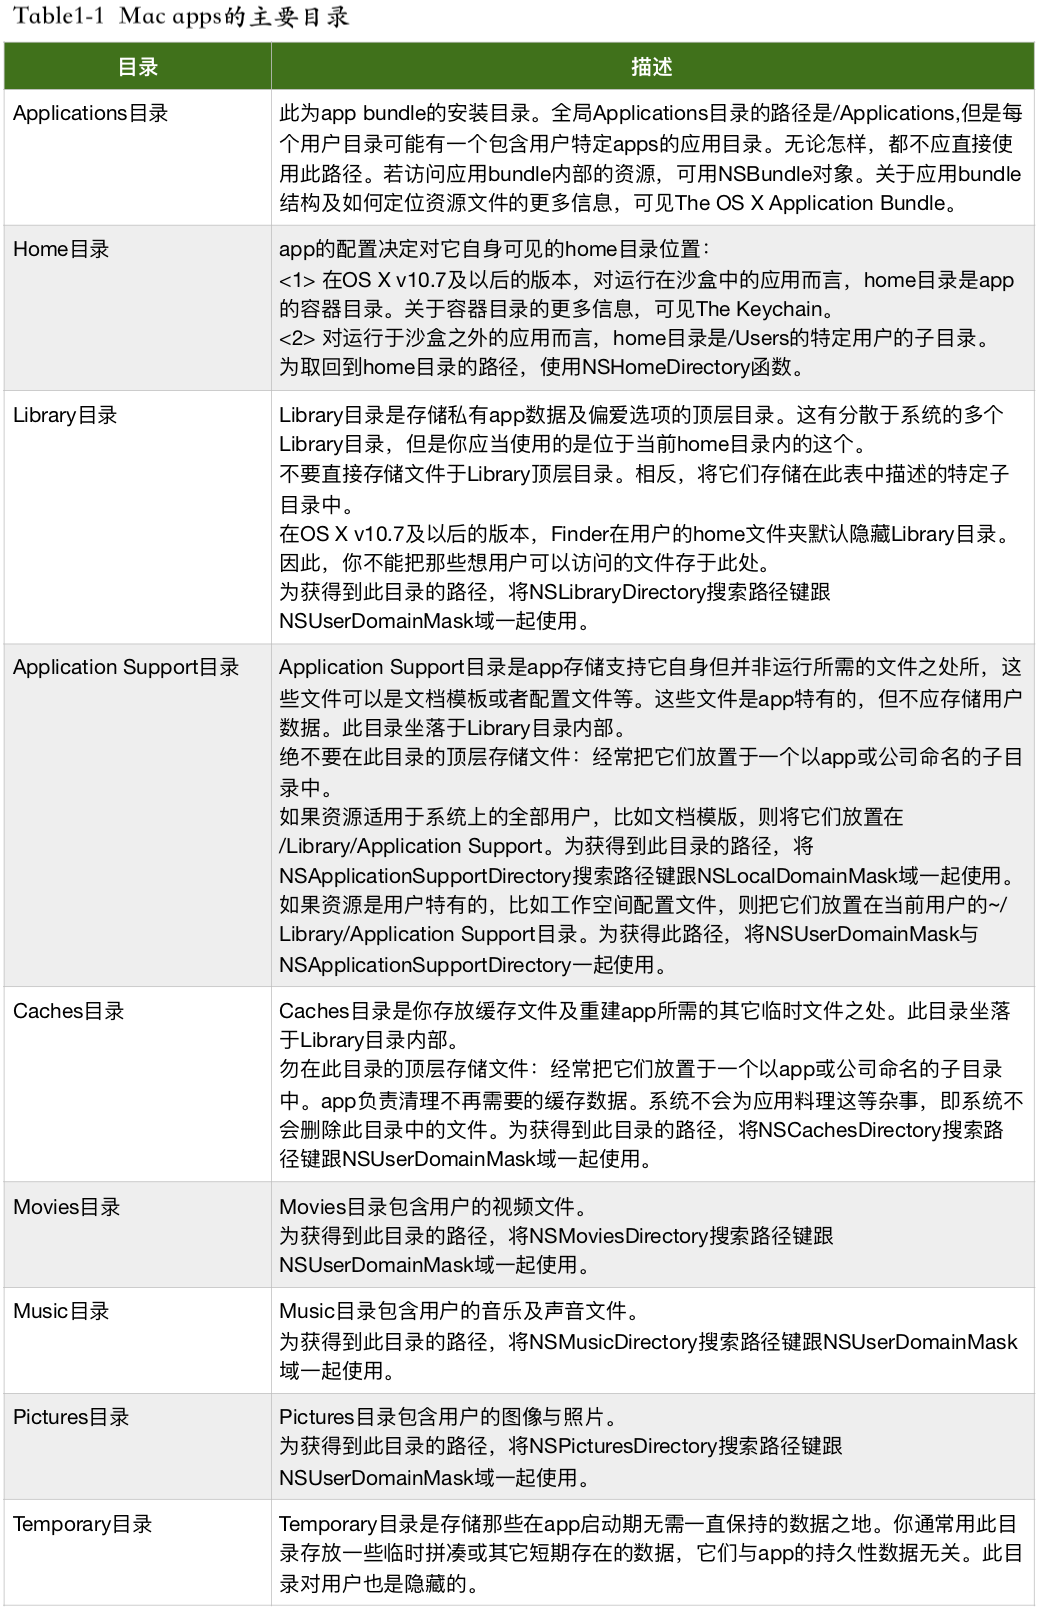 Table1-1 Mac apps的主要目录
目录
描述
Applications目录
此为app bundle的安装目录。全局Applications目录的路径是/Applications,但是每
个用户目录可能有一个包含用户特定apps的应用目录。无论怎样，都不应直接使
用此路径。若访问应用bundle内部的资源，可用NSBundle对象。关于应用bundle
结构及如何定位资源文件的更多信息，可见The OS X Application Bundle。
Home目录
app的配置决定对它自身可见的home目录位置：
<1> 在OS X v10.7及以后的版本，对运行在沙盒中的应用而言，home目录是app
的容器目录。关于容器目录的更多信息，可见The Keychain。
<2> 对运行于沙盒之外的应用而言，home目录是/Users的特定用户的子目录。
为取回到home目录的路径，使用NSHomeDirectory函数。
Library目录
Library目录是存储私有app数据及偏爱选项的顶层目录。这有分散于系统的多个
Library目录，但是你应当使用的是位于当前home目录内的这个。
不要直接存储文件于Library顶层目录。相反，将它们存储在此表中描述的特定子
目录中。
在OS X v10.7及以后的版本，Finder在用户的home文件夹默认隐藏Library目录。
因此，你不能把那些想用户可以访问的文件存于此处。
为获得到此目录的路径，将NSLibraryDirectory搜索路径键跟
NSUserDomainMask域一起使用。
Application Support目录
Application Support目录是app存储支持它自身但并非运行所需的文件之处所，这
些文件可以是文档模板或者配置文件等。这些文件是app特有的，但不应存储用户
数据。此目录坐落于Library目录内部。
绝不要在此目录的顶层存储文件：经常把它们放置于一个以app或公司命名的子目
录中。
如果资源适用于系统上的全部用户，比如文档模版，则将它们放置在
/Library/Application Support。为获得到此目录的路径，将
NSApplicationSupportDirectory搜索路径键跟NSLocalDomainMask域一起使用。
如果资源是用户特有的，比如工作空间配置文件，则把它们放置在当前用户的~/
Library/Application Support目录。为获得此路径，将NSUserDomainMask与
NSApplicationSupportDirectory一起使用。
Caches目录
Caches目录是你存放缓存文件及重建app所需的其它临时文件之处。此目录坐落
于Library目录内部。
勿在此目录的顶层存储文件：经常把它们放置于一个以app或公司命名的子目录
中。app负责清理不再需要的缓存数据。系统不会为应用料理这等杂事，即系统不
会删除此目录中的文件。为获得到此目录的路径，将NSCachesDirectory搜索路
径键跟NSUserDomainMask域一起使用。
Movies目录
Movies目录包含用户的视频文件。
为获得到此目录的路径，将NSMoviesDirectory搜索路径键跟
NSUserDomainMask域一起使用。
Music目录
Music目录包含用户的音乐及声音文件。
为获得到此目录的路径，将NSMusicDirectory搜索路径键跟NSUserDomainMask
域一起使用。
Pictures目录
Pictures目录包含用户的图像与照片。
为获得到此目录的路径，将NSPicturesDirectory搜索路径键跟
NSUserDomainMask域一起使用。
Temporary目录
Temporary目录是存储那些在app启动期无需一直保持的数据之地。你通常用此目
录存放一些临时拼凑或其它短期存在的数据，它们与app的持久性数据无关。此目
录对用户也是隐藏的。